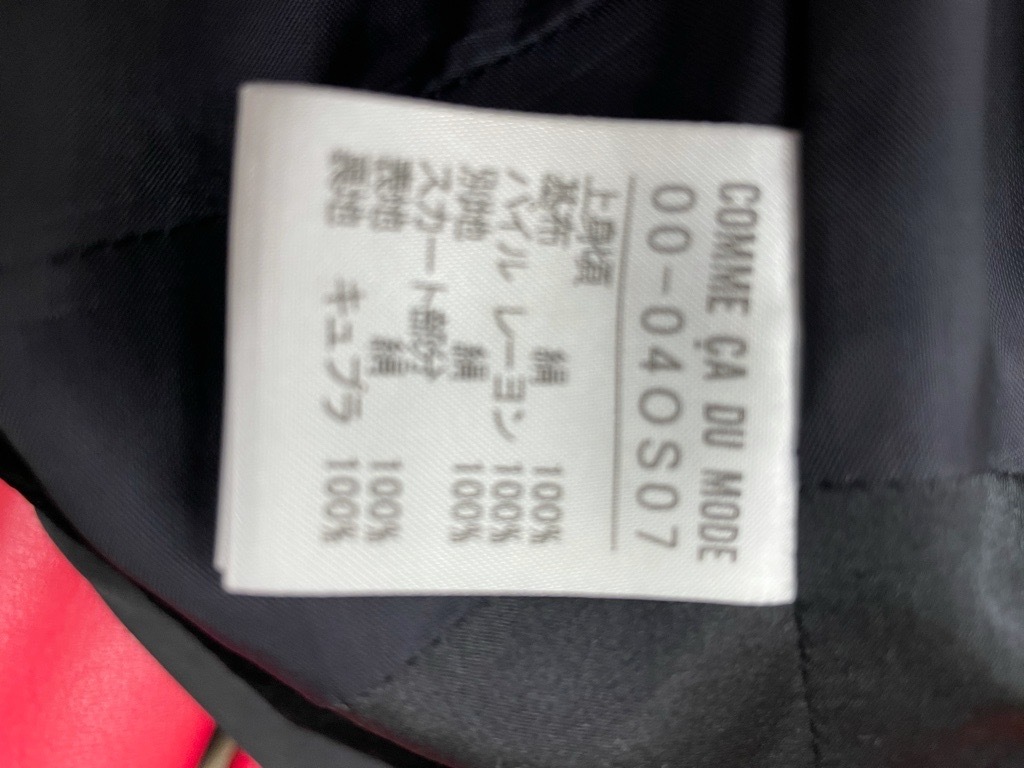 COMME ÇA DU MODE
00-04OS07
上身頃
基布 絹 100%
パイル レーヨン 100%
別地 絹 100%
スカート部分
表地 絹 100%
裏地 キュプラ 100%